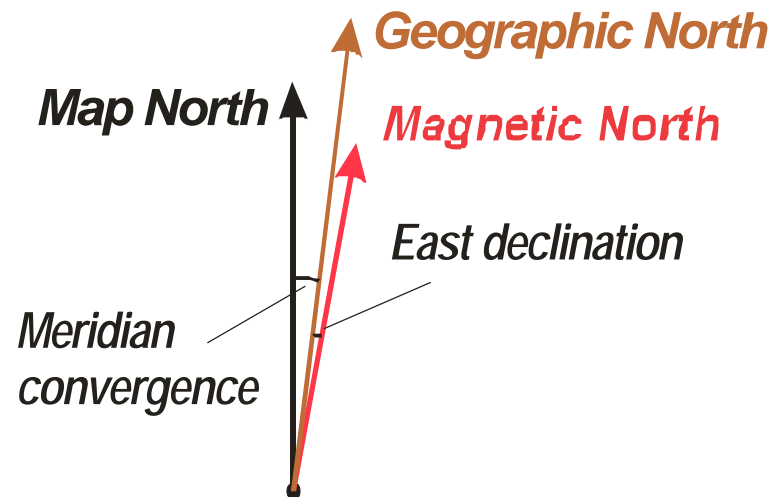 Geographic North
Map North
Magnetic North
East declination
Meridian
convergence